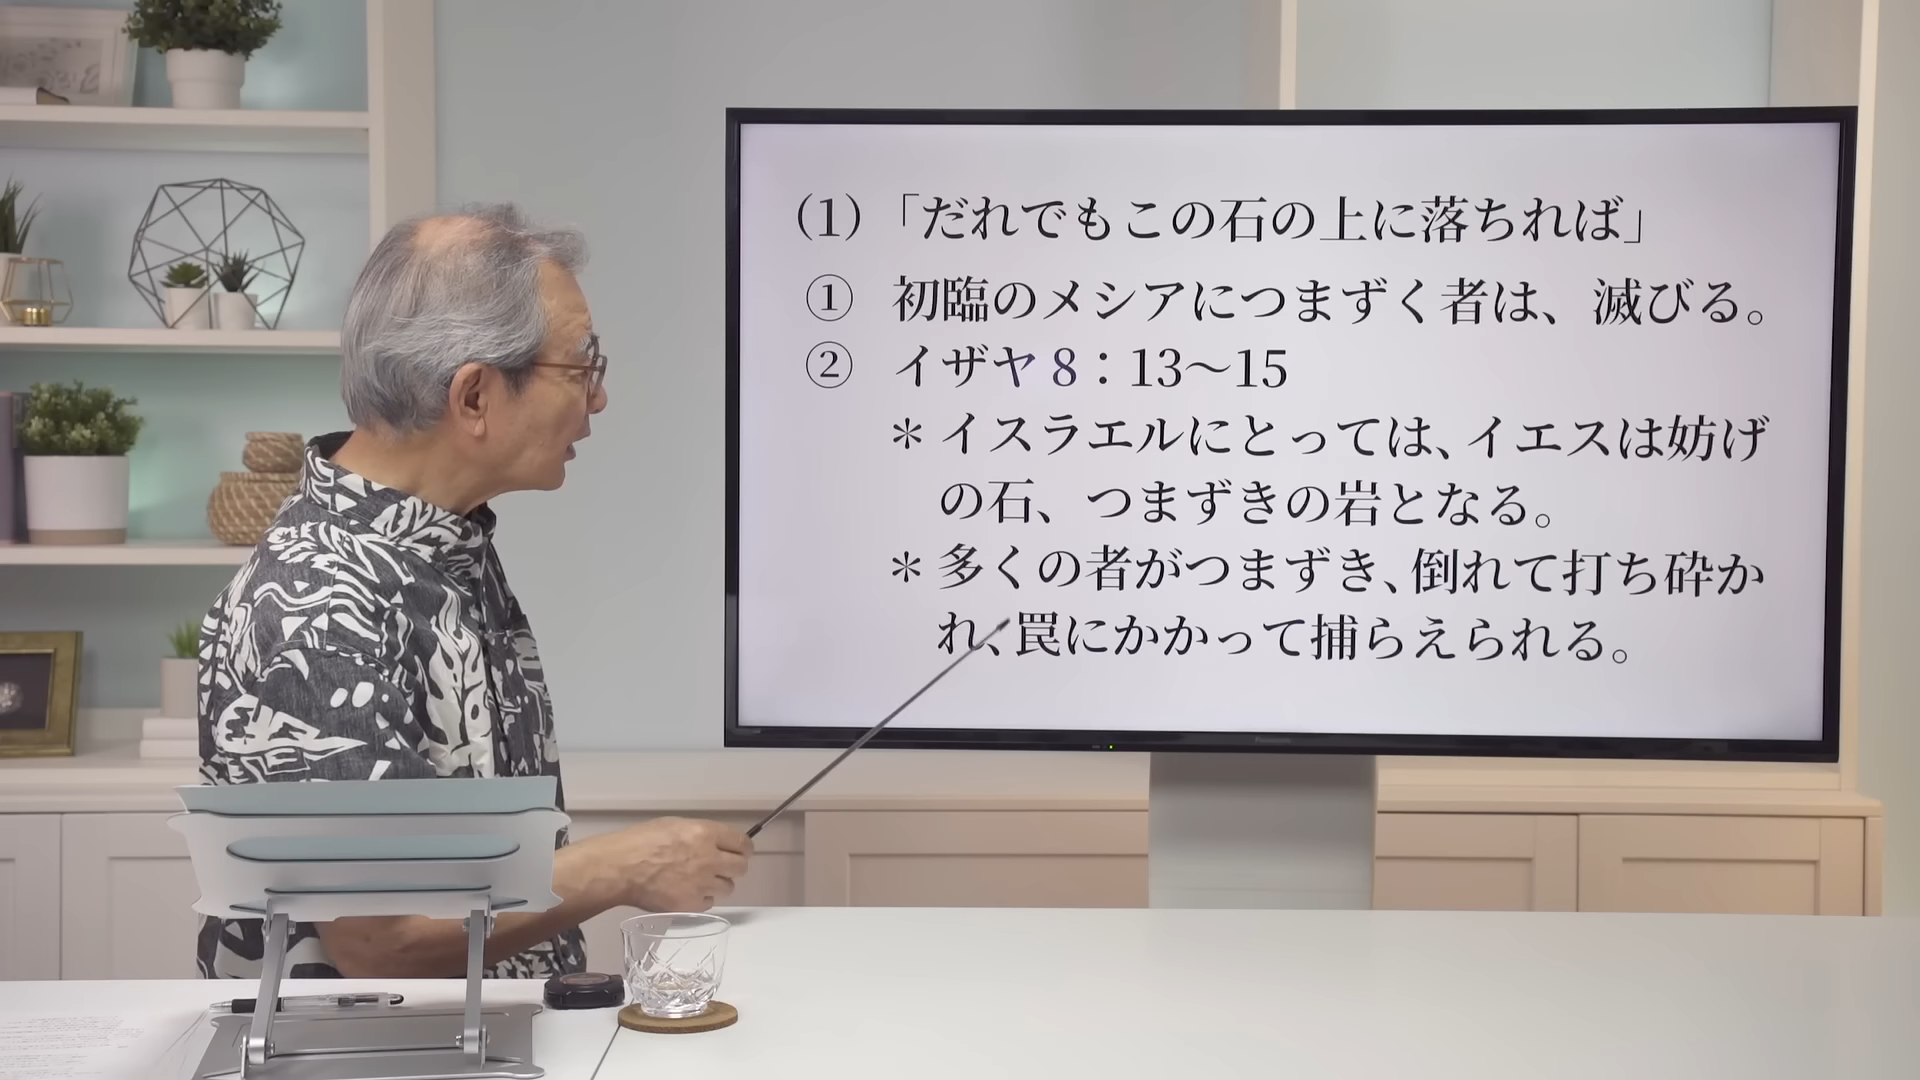 (1)「だれでもこの石の上に落ちれば」
① 初臨のメシアにつまずく者は、滅びる。
② イザヤ 8：13～15
＊イスラエルにとっては、イエスは妨げ
の石、つまずきの岩となる。
＊多くの者がつまずき、倒れて打ち砕か
れ、罠にかかって捕らえられる。